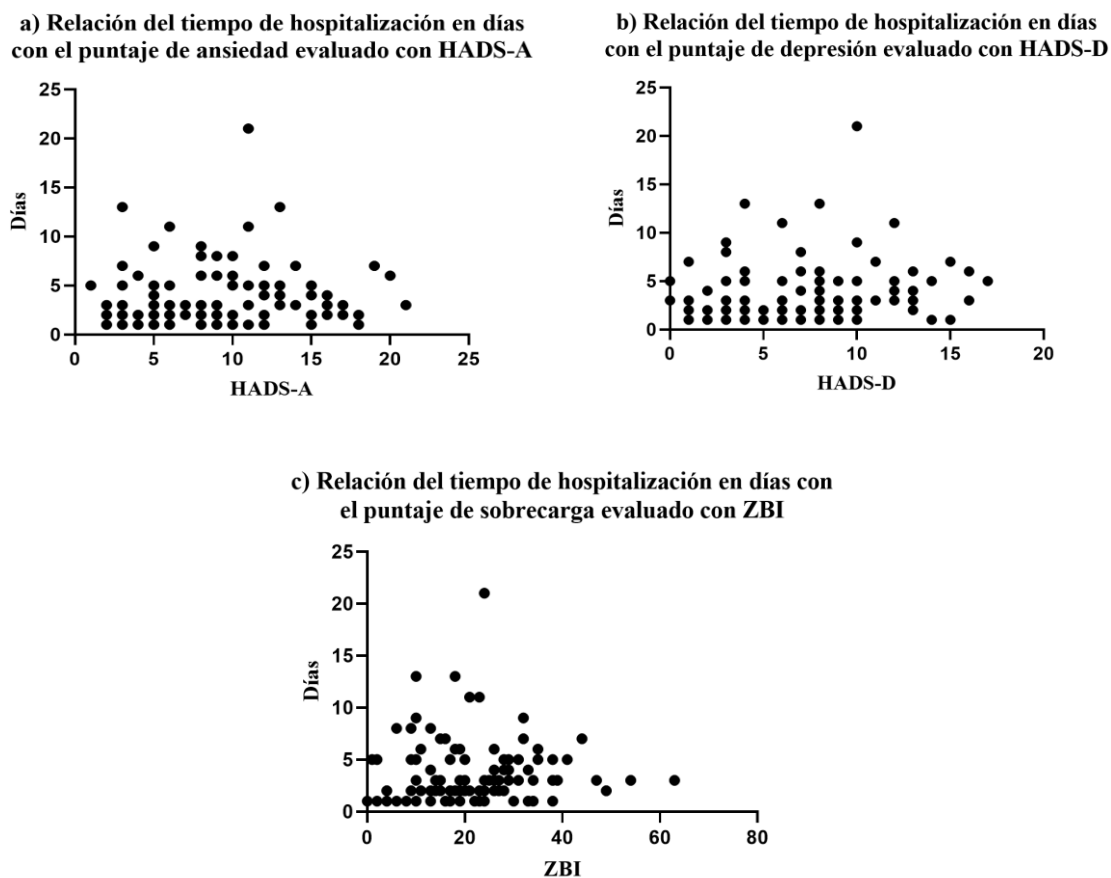 a) Relación del tiempo de hospitalización en días
con el puntaje de ansiedad evaluado con HADS-A
25
20
15
10
5
0
Días
0 5 10 15 20 25
HADS-A
b) Relación del tiempo de hospitalización en días
con el puntaje de depresión evaluado con HADS-D
25
20
15
10
5
0
Días
0 5 10 15 20
HADS-D
c) Relación del tiempo de hospitalización en días con
el puntaje de sobrecarga evaluado con ZBI
25
20
15
10
5
0
Días
0 20 40 60 80
ZBI